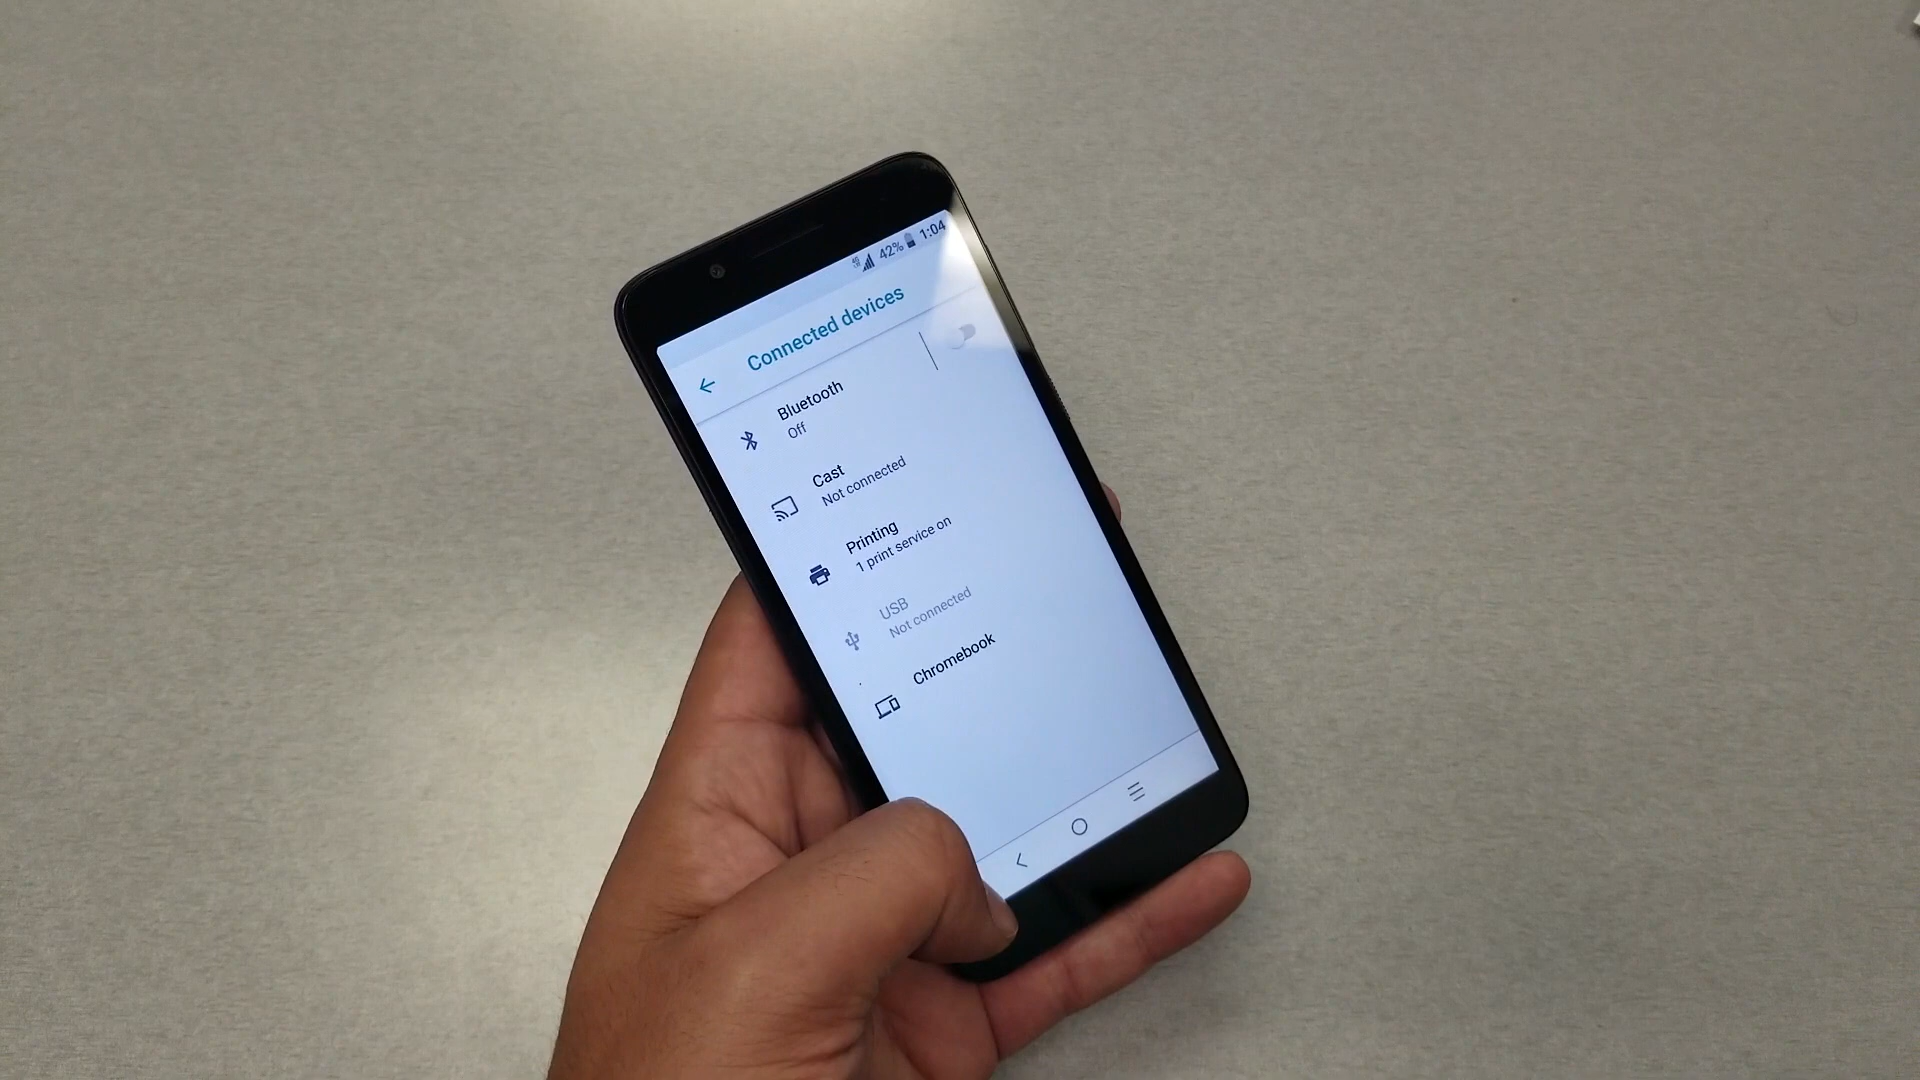 42% 1:04
Connected devices
Bluetooth
Off
Cast
Not connected
Printing
1 print service on
USB
Not connected
Chromebook